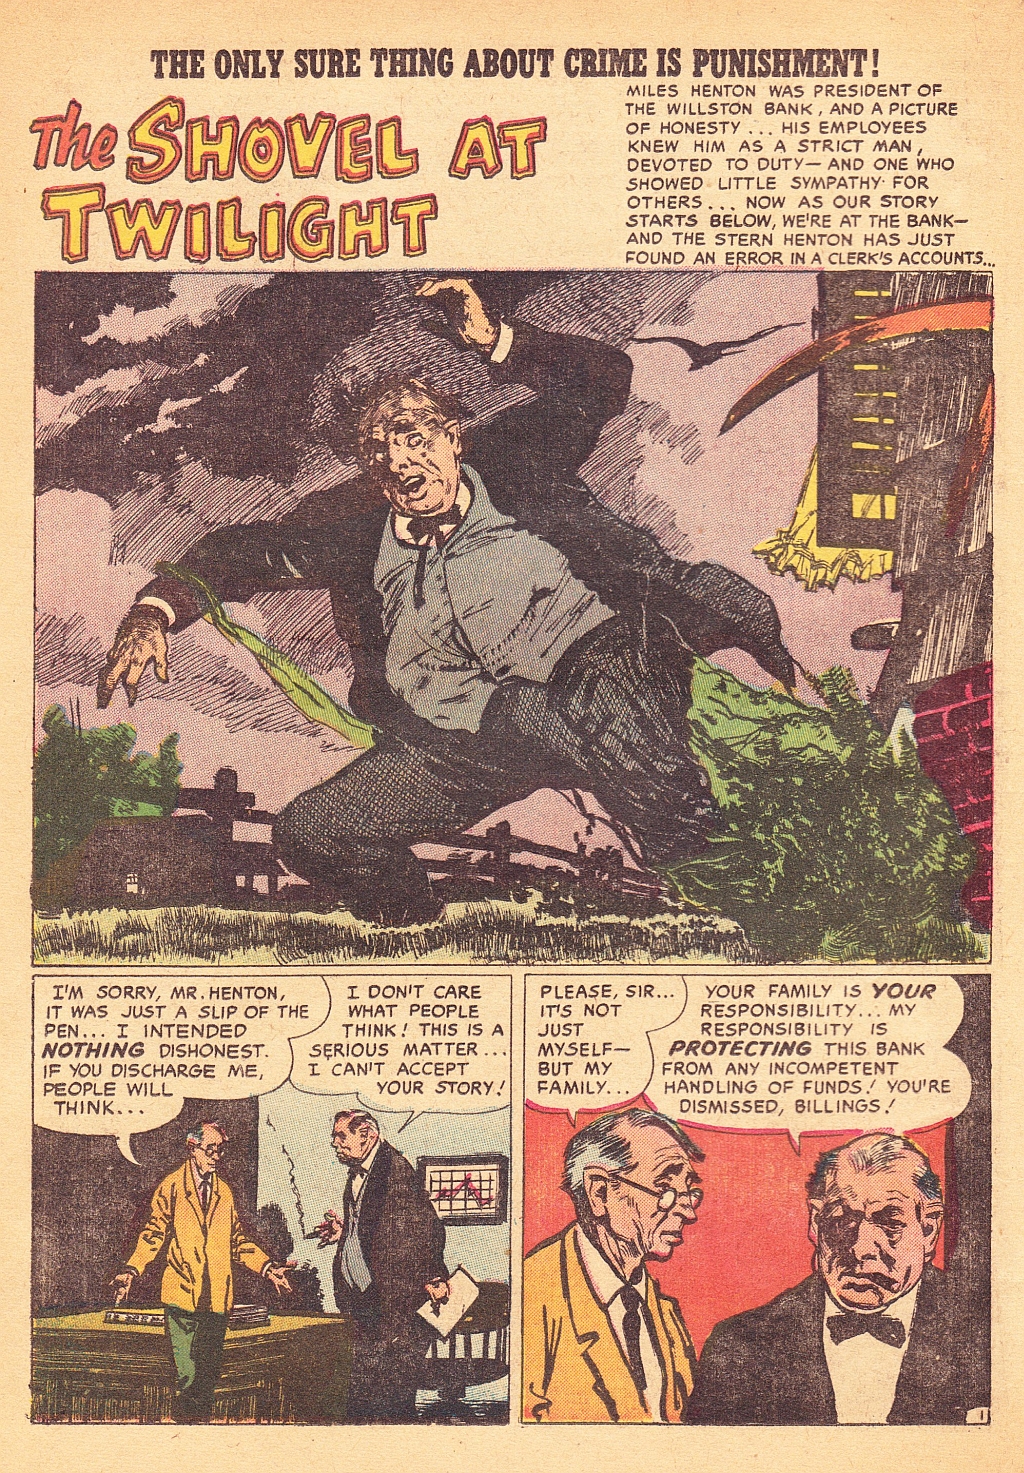 THE ONLY SURE THING ABOUT CRIME IS PUNISHMENT!
The SHOVEL AT
TWILIGHT
MILES HENTON WAS PRESIDENT OF
THE WILLSTON BANK, AND A PICTURE
OF HONESTY... HIS EMPLOYEES
KNEW HIM AS A STRICT MAN,
DEVOTED TO DUTY—AND ONE WHO
SHOWED LITTLE SYMPATHY FOR
OTHERS... NOW AS OUR STORY
STARTS BELOW, WE'RE AT THE BANK—
AND THE STERN HENTON HAS JUST
FOUND AN ERROR IN A CLERK'S ACCOUNTS...
I'M SORRY, MR. HENTON,
IT WAS JUST A SLIP OF THE
PEN... I INTENDED
NOTHING DISHONEST.
IF YOU DISCHARGE ME,
PEOPLE WILL
THINK...
I DON'T CARE
WHAT PEOPLE
THINK! THIS IS A
SERIOUS MATTER...
I CAN'T ACCEPT
YOUR STORY!
PLEASE, SIR...
IT'S NOT
JUST
MYSELF—
BUT MY
FAMILY...
YOUR FAMILY IS YOUR
RESPONSIBILITY... MY
RESPONSIBILITY IS
PROTECTING THIS BANK
FROM ANY INCOMPETENT
HANDLING OF FUNDS! YOU'RE
DISMISSED, BILLINGS!
1